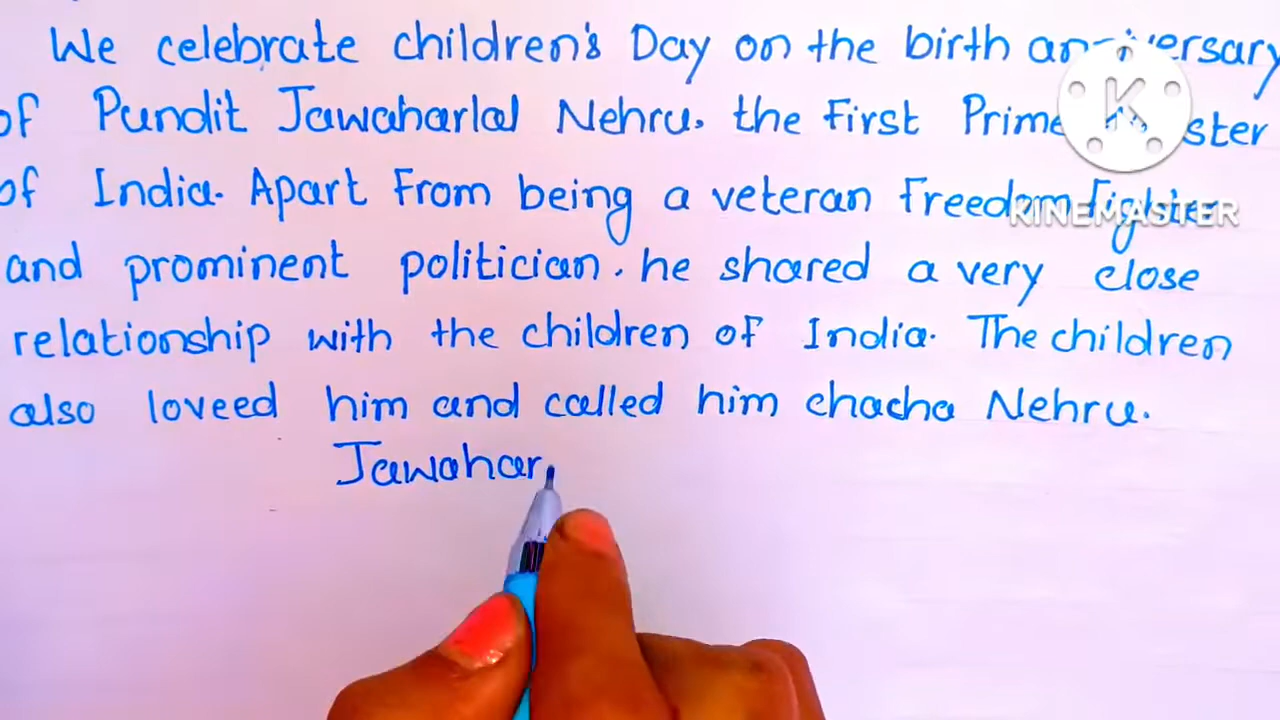 We celebrate children's Day on the birth anniversary
of Pundit Jawaharlal Nehru. the First Prime Minister
of India. Apart From being a veteran Freedom Fighter
and prominent politician. he shared a very close
relationship with the children of India. The children
also loveed him and called him chacha Nehru.
Jawahar
K
KINEMASTER